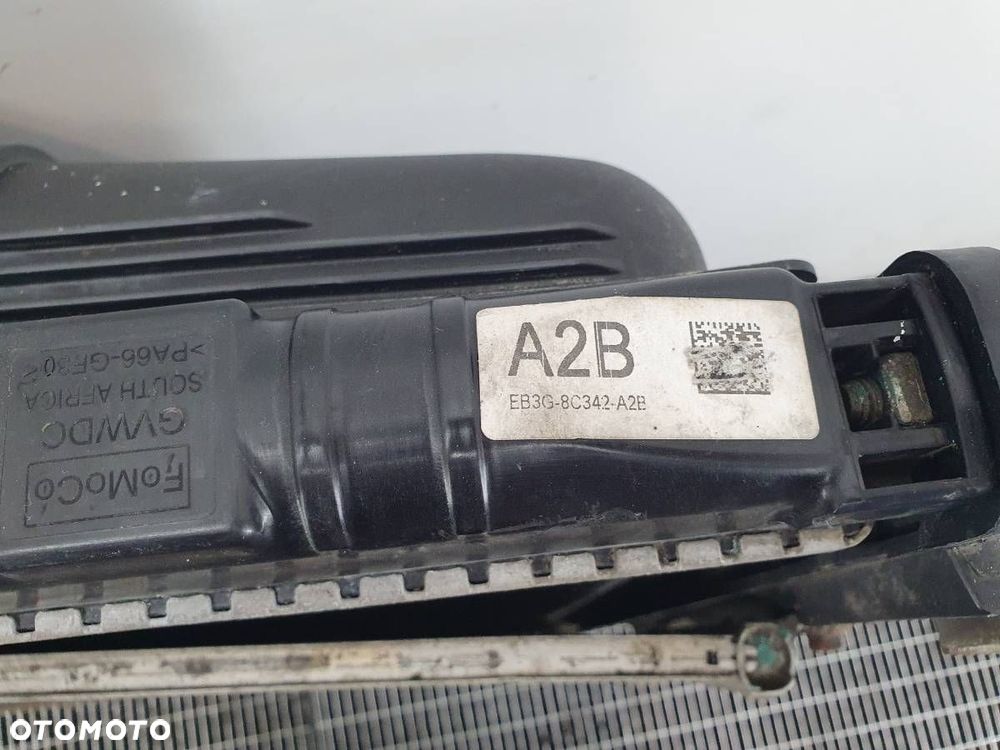 A2B
EB3G-8C342-A2B
FoMoCo
GVWDC
SOUTH AFRICA
>PA66-GF30<
OTOMOTO